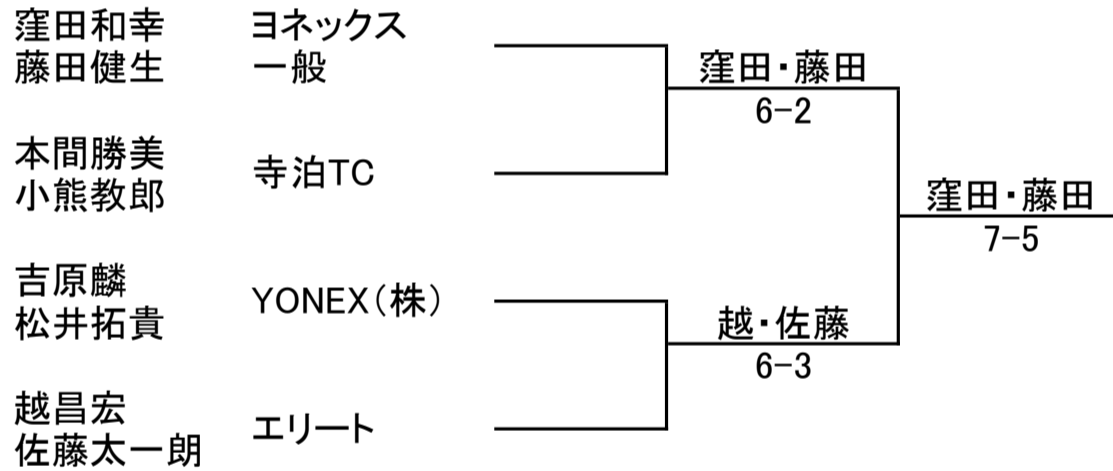 窪田和幸 ヨネックス
藤田健生 一般
窪田・藤田
6-2
本間勝美
小熊教郎
寺泊TC
窪田・藤田
7-5
吉原麟
松井拓貴
YONEX(株)
越・佐藤
6-3
越昌宏
佐藤太一朗
エリート